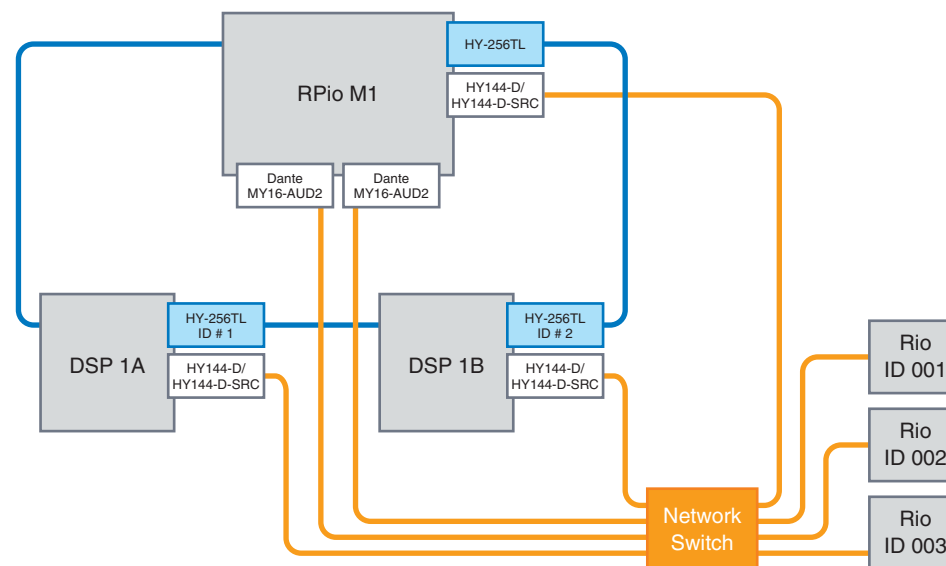 HY-256TL
RPio M1
HY144-D/
HY144-D-SRC
Dante
MY16-AUD2
Dante
MY16-AUD2
HY-256TL
ID # 1
DSP 1A
HY144-D/
HY144-D-SRC
HY-256TL
ID # 2
DSP 1B
HY144-D/
HY144-D-SRC
Rio
ID 001
Rio
ID 002
Rio
ID 003
Network
Switch